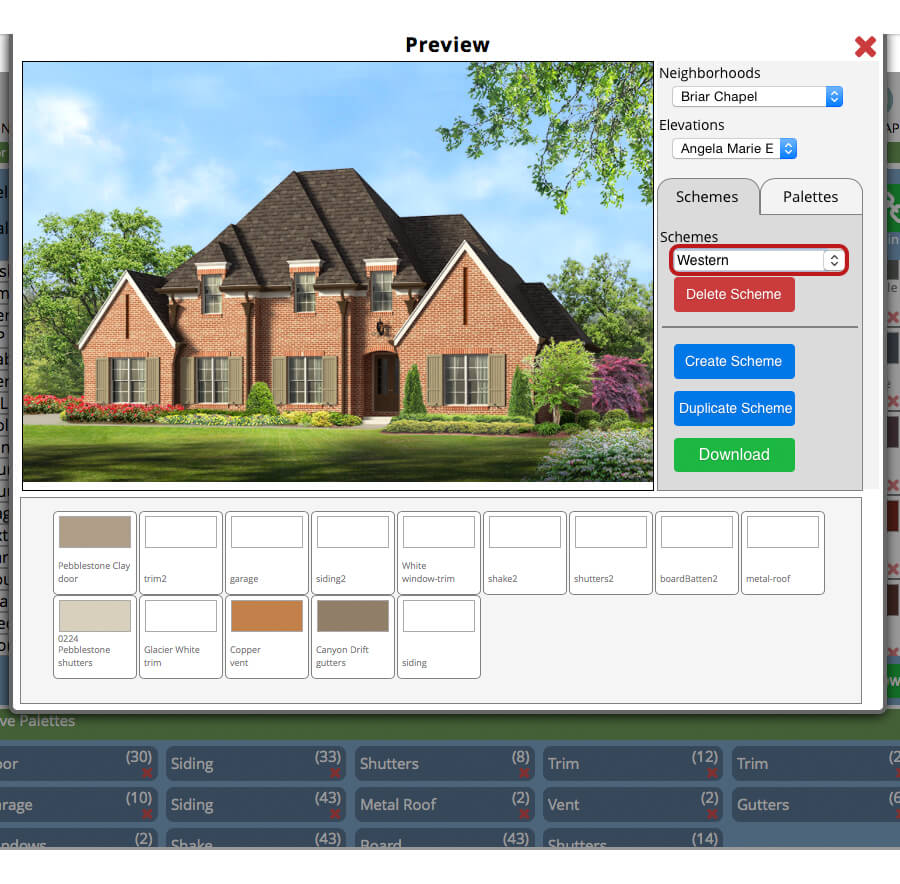 Preview
Neighborhoods
Briar Chapel
Elevations
Angela Marie E
Schemes
Palettes
Schemes
Western
Delete Scheme
Create Scheme
Duplicate Scheme
Download
Pebblestone Clay
door
trim2
garage
siding2
White
window-trim
shake2
shutters2
boardBatten2
metal-roof
0224
Pebblestone
shutters
Glacier White
trim
Copper
vent
Canyon Drift
gutters
siding
ve Palettes
oor (30)
Siding (33)
Shutters (8)
Trim (12)
Trim (2
arage (10)
Siding (43)
Metal Roof (2)
Vent (2)
Gutters (6
ndows (2)
Shake (43)
Board (43)
Shutters (14)